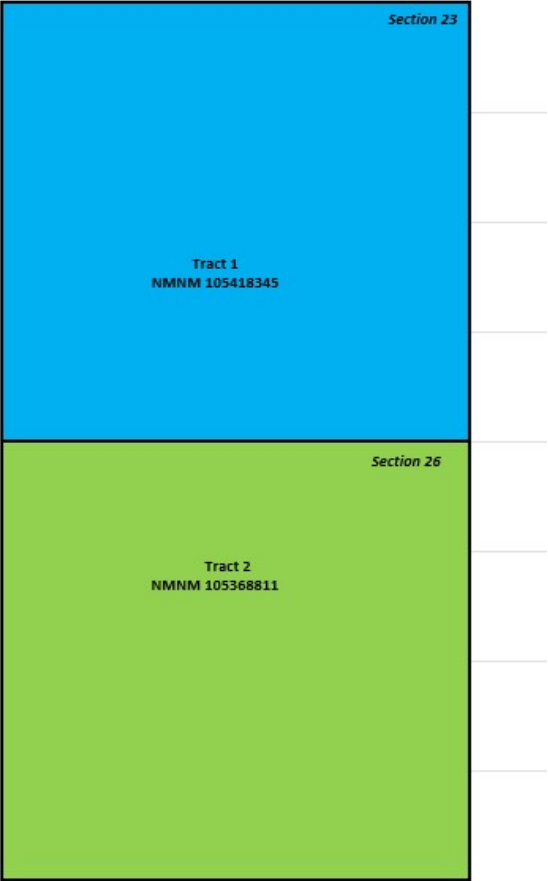 Section 23
Tract 1
NMNM 105418345
Section 26
Tract 2
NMNM 105368811